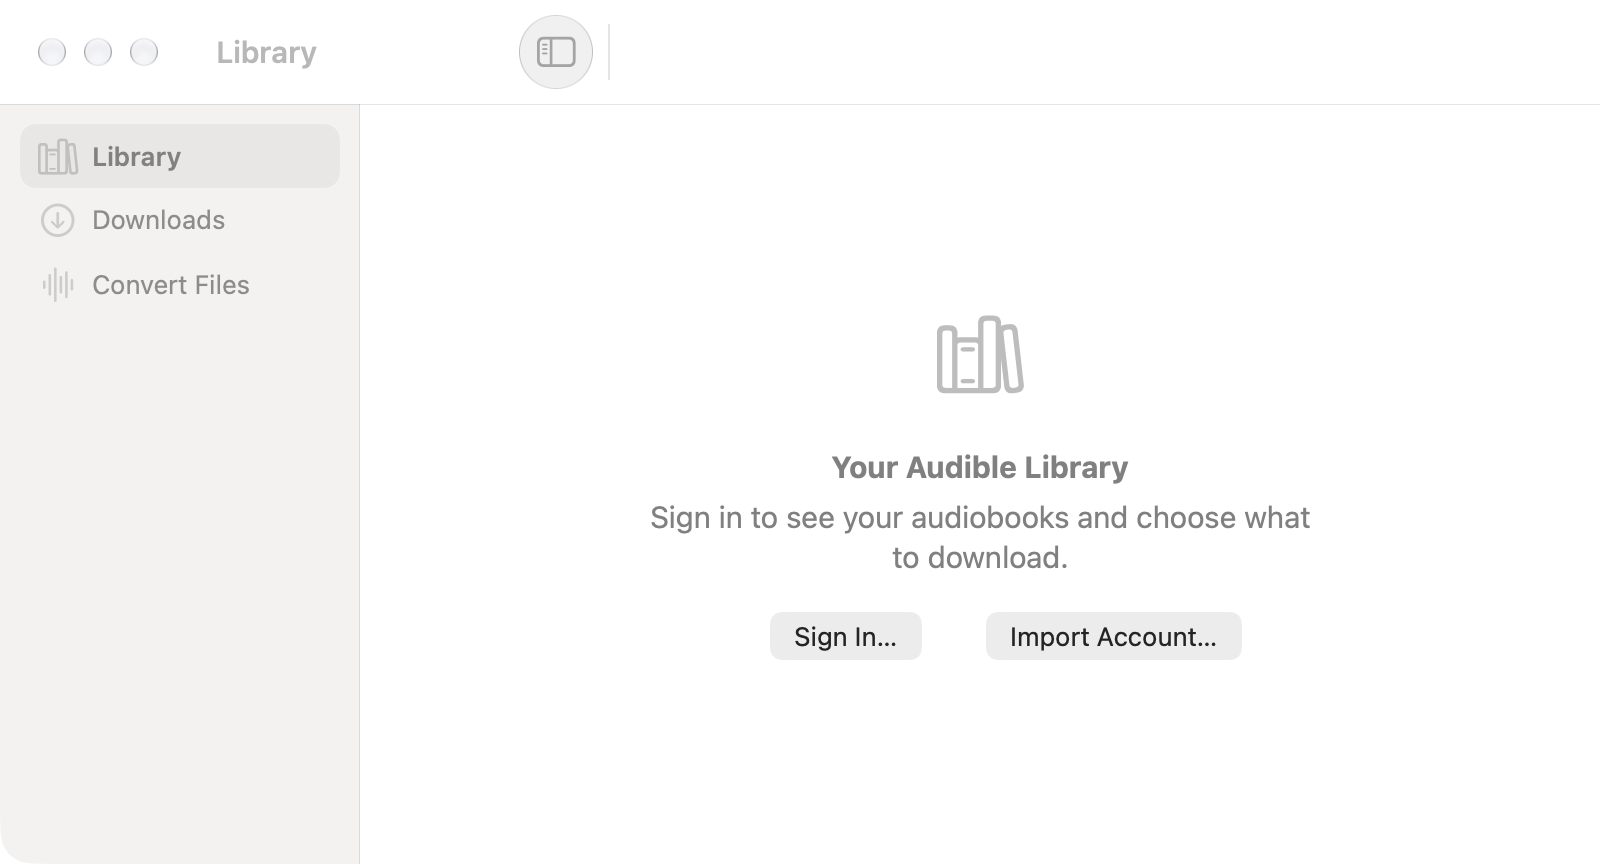 Library
Library
Downloads
Convert Files
Your Audible Library
Sign in to see your audiobooks and choose what
to download.
Sign In...
Import Account...